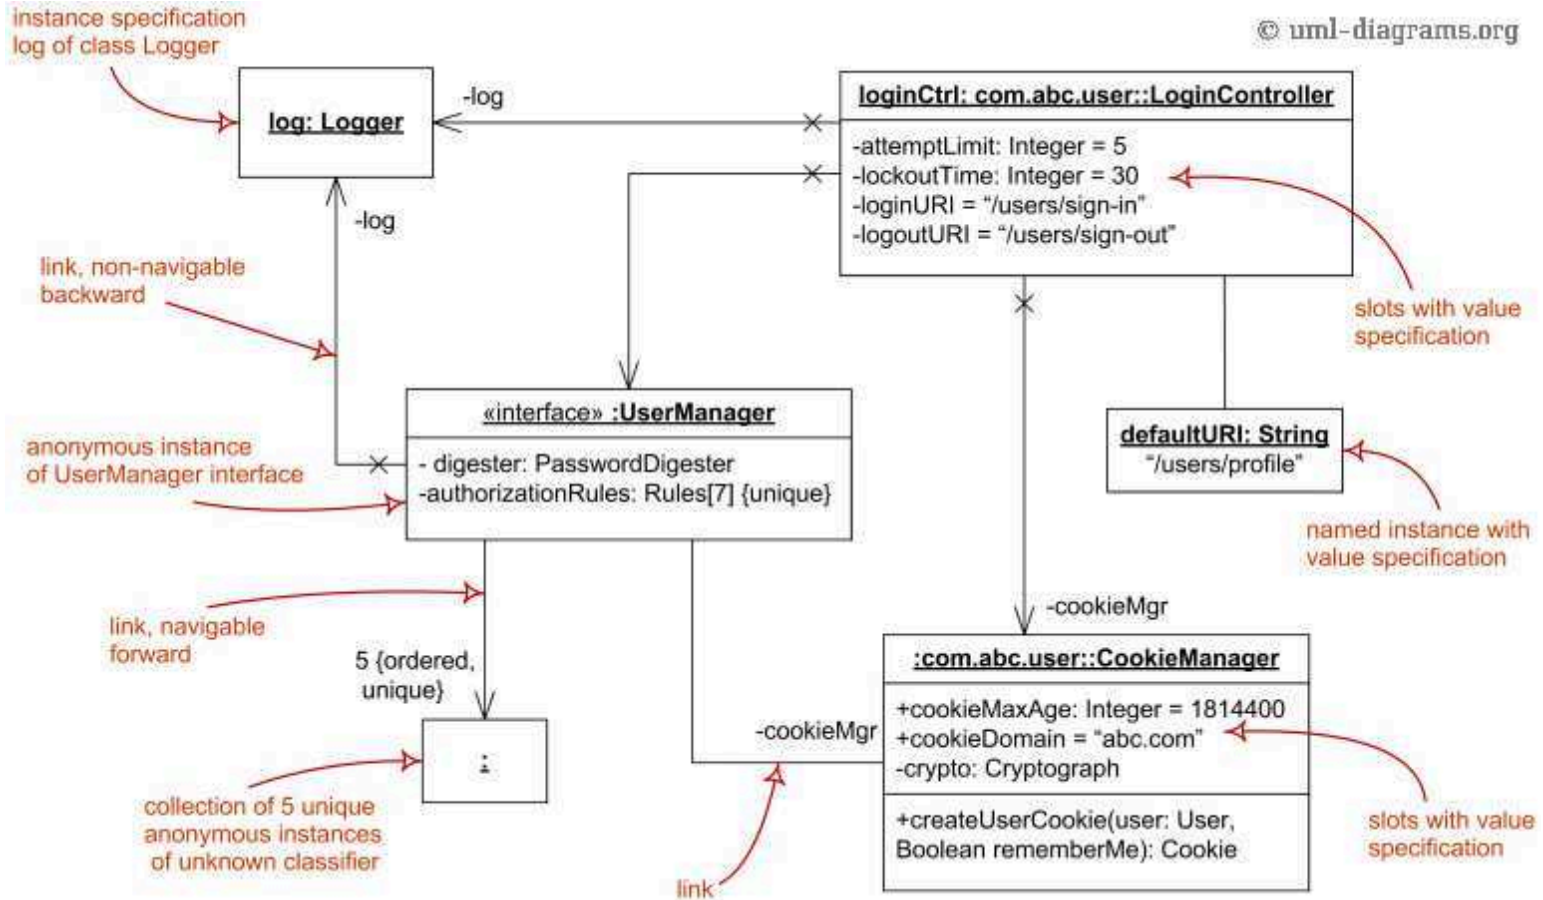 instance specification
log of class Logger
© uml-diagrams.org
log: Logger
-log
loginCtrl: com.abc.user::LoginController
-attemptLimit: Integer = 5
-lockoutTime: Integer = 30
-loginURI = “/users/sign-in”
-logoutURI = “/users/sign-out”
-log
link, non-navigable
backward
slots with value
specification
«interface» :UserManager
- digester: PasswordDigester
-authorizationRules: Rules[7] {unique}
defaultURI: String
“/users/profile”
anonymous instance
of UserManager interface
named instance with
value specification
link, navigable
forward
5 {ordered,
unique}
-cookieMgr
:com.abc.user::CookieManager
+cookieMaxAge: Integer = 1814400
+cookieDomain = “abc.com”
-crypto: Cryptograph
+createUserCookie(user: User,
Boolean rememberMe): Cookie
-cookieMgr
:
collection of 5 unique
anonymous instances
of unknown classifier
slots with value
specification
link